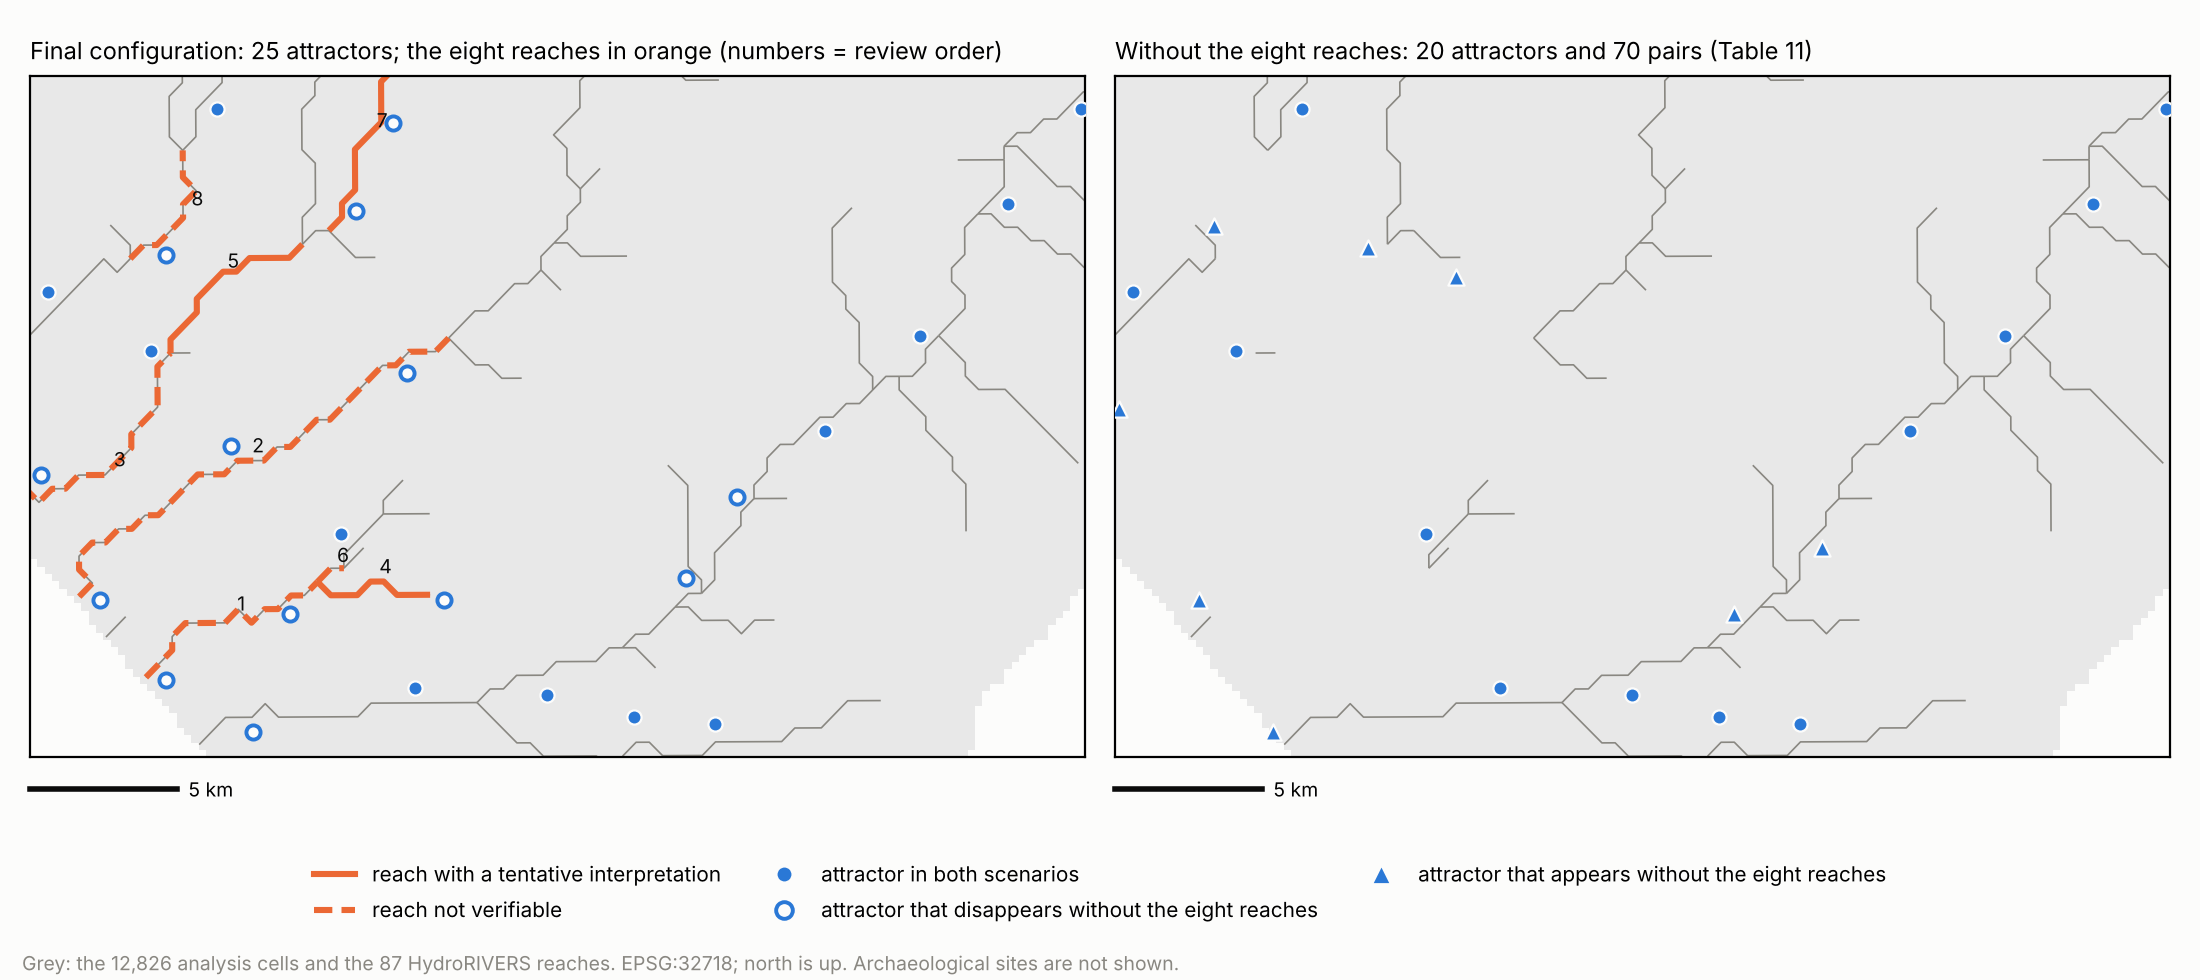 Final configuration: 25 attractors; the eight reaches in orange (numbers = review order)
Without the eight reaches: 20 attractors and 70 pairs (Table 11)
7
8
5
2
3
6
4
1
5 km
5 km
reach with a tentative interpretation
attractor in both scenarios
attractor that appears without the eight reaches
reach not verifiable
attractor that disappears without the eight reaches
Grey: the 12,826 analysis cells and the 87 HydroRIVERS reaches. EPSG:32718; north is up. Archaeological sites are not shown.